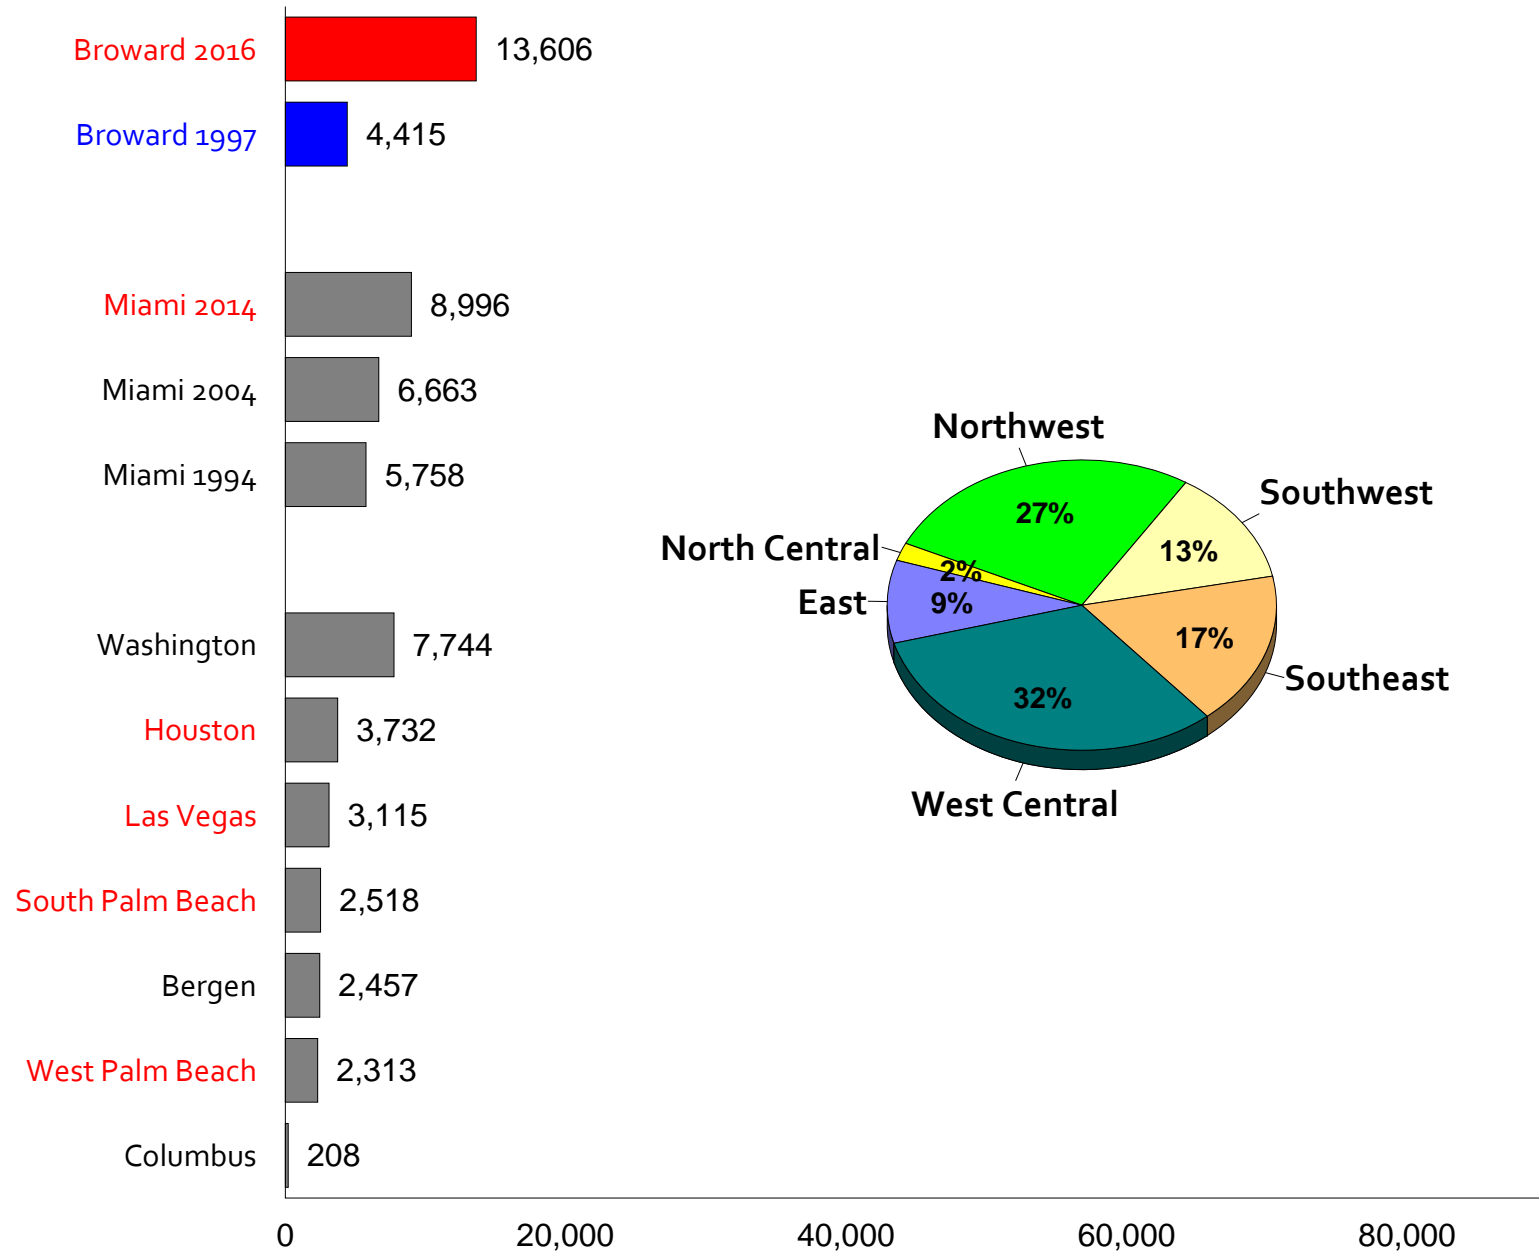 Broward 2016 13,606
Broward 1997 4,415
Miami 2014 8,996
Miami 2004 6,663
Miami 1994 5,758
Washington 7,744
Houston 3,732
Las Vegas 3,115
South Palm Beach 2,518
Bergen 2,457
West Palm Beach 2,313
Columbus 208
0 20,000 40,000 60,000 80,000
Northwest
27%
Southwest
13%
North Central
2%
East
9%
17%
Southeast
32%
West Central